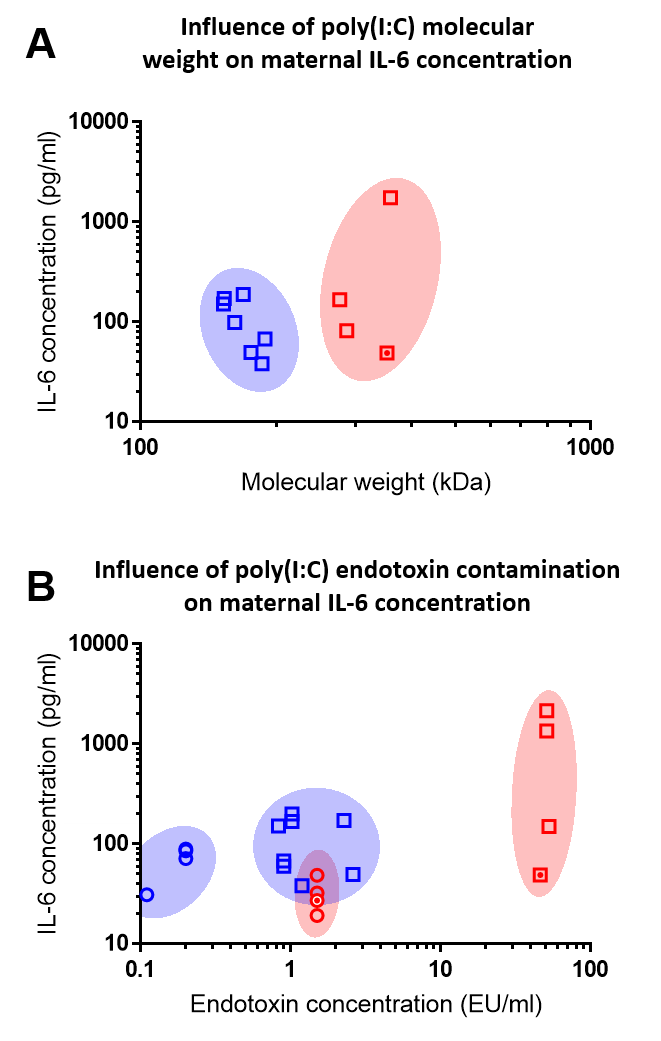 A
Influence of poly(I:C) molecular
weight on maternal IL-6 concentration
IL-6 concentration (pg/ml)
10000
1000
100
10
100
1000
Molecular weight (kDa)
B
Influence of poly(I:C) endotoxin contamination
on maternal IL-6 concentration
IL-6 concentration (pg/ml)
10000
1000
100
10
0.1
1
10
100
Endotoxin concentration (EU/ml)